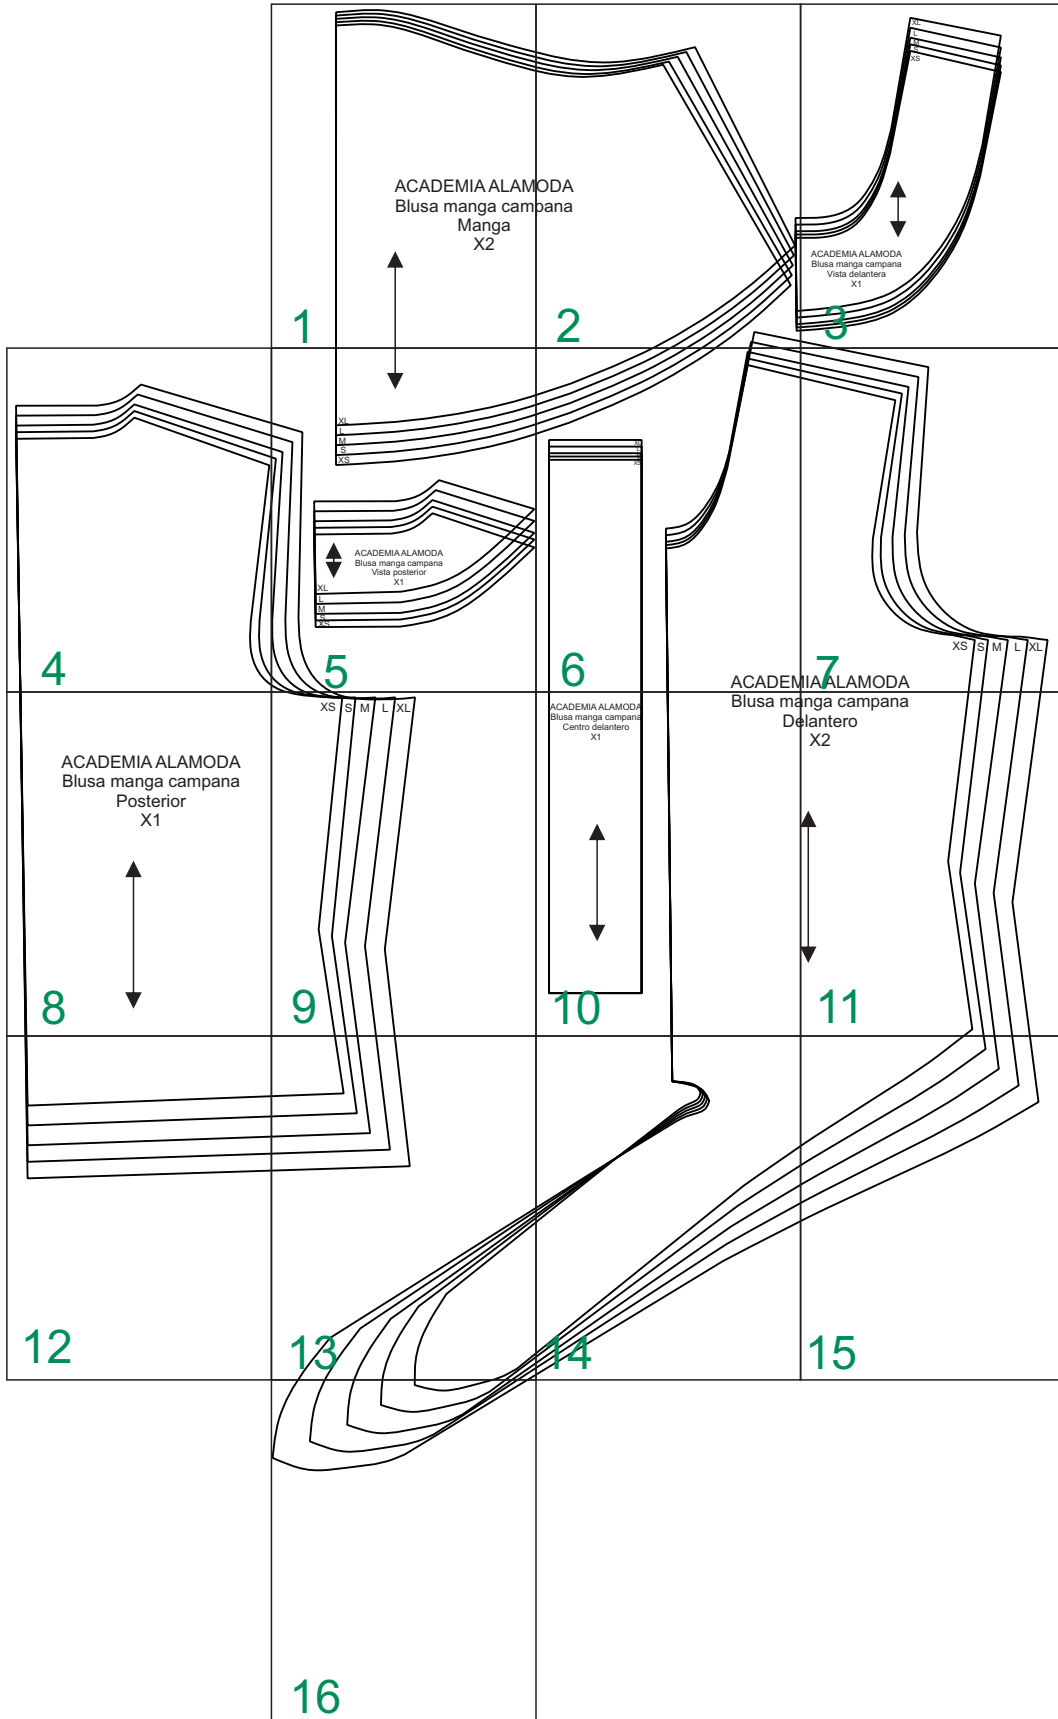 XL
L
M
S
XS
ACADEMIA ALAMODA
Blusa manga campana
Manga
X2
ACADEMIA ALAMODA
Blusa manga campana
Vista delantera
X1
1
2
3
XL
L
M
S
XS
XL
XS
ACADEMIA ALAMODA
Blusa manga campana
Vista posterior
X1
XL
L
M
S
XS
XS S M L XL
4
5
6
7
ACADEMIA ALAMODA
Blusa manga campana
Delantero
X2
XS S M L XL
ACADEMIA ALAMODA
Blusa manga campana
Centro delantero
X1
ACADEMIA ALAMODA
Blusa manga campana
Posterior
X1
8
9
10
11
12
13
14
15
16